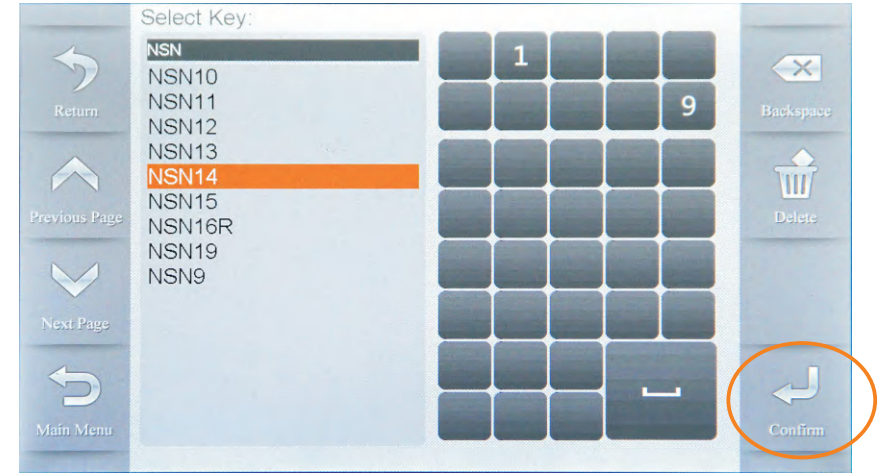 Select Key:
NSN
NSN10
NSN11
NSN12
NSN13
NSN14
NSN15
NSN16R
NSN19
NSN9
1
9
Return
Previous Page
Next Page
Main Menu
Backspace
Delete
Confirm